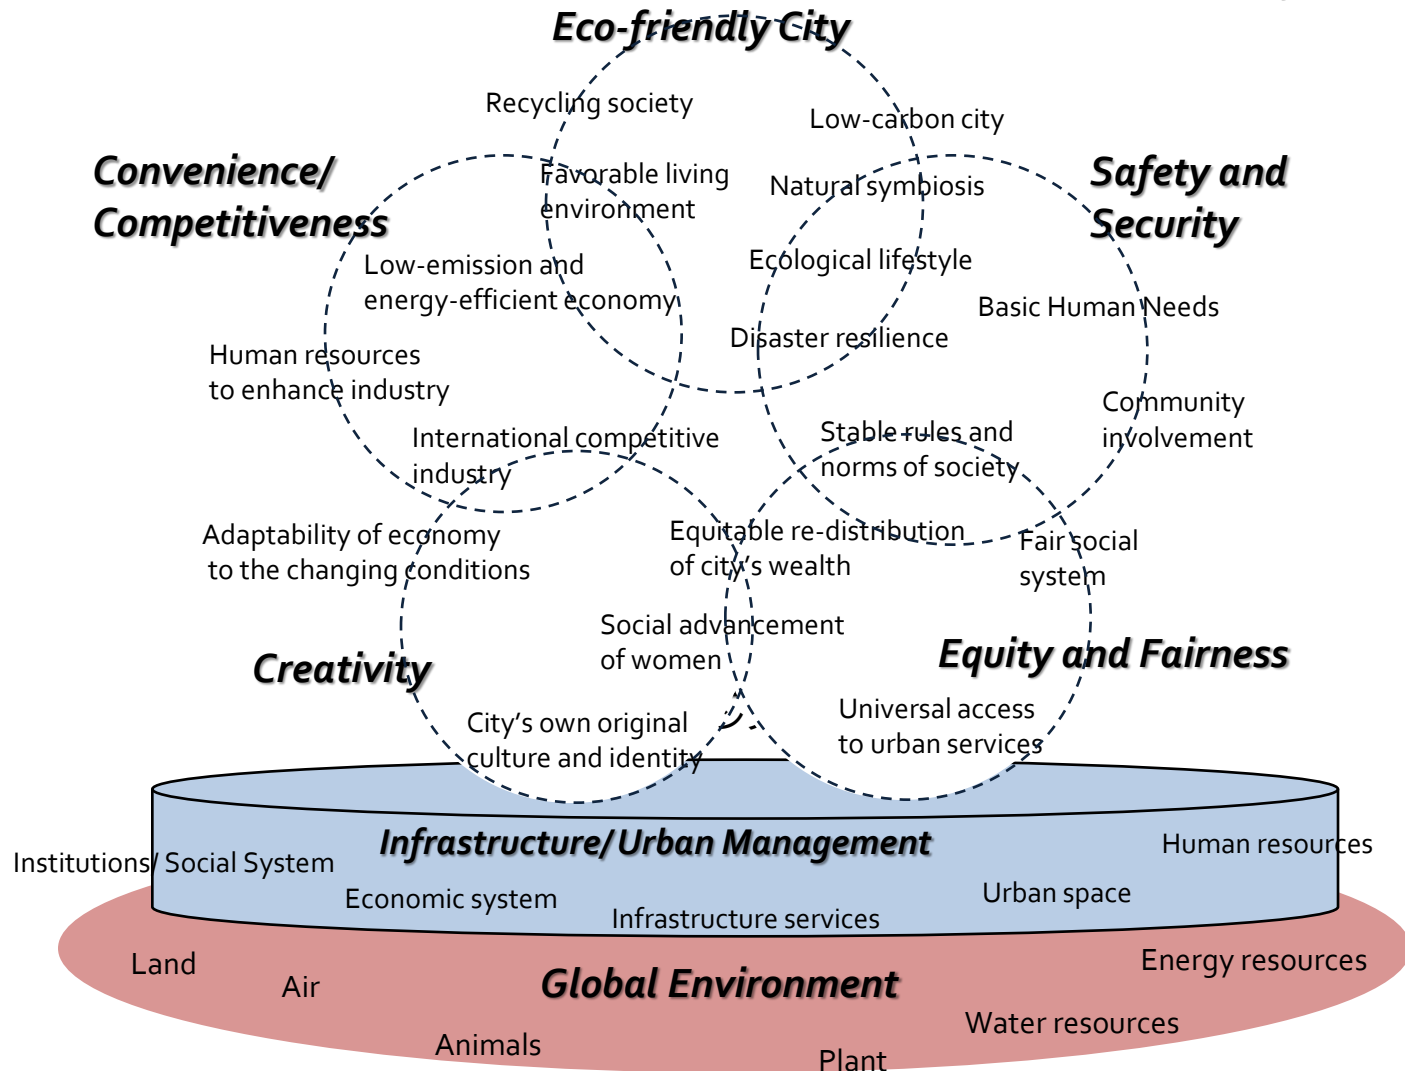 Eco-friendly City
Recycling society
Low-carbon city
Convenience/
Competitiveness
Favorable living
environment
Natural symbiosis
Safety and
Security
Low-emission and
energy-efficient economy
Ecological lifestyle
Basic Human Needs
Disaster resilience
Human resources
to enhance industry
Community
involvement
International competitive
industry
Stable rules and
norms of society
Adaptability of economy
to the changing conditions
Equitable re-distribution
of city's wealth
Fair social
system
Social advancement
of women
Creativity
Equity and Fairness
City's own original
culture and identity
Universal access
to urban services
Infrastructure/Urban Management
Human resources
Institutions/ Social System
Economic system
Urban space
Infrastructure services
Land
Air
Global Environment
Energy resources
Water resources
Animals
Plant